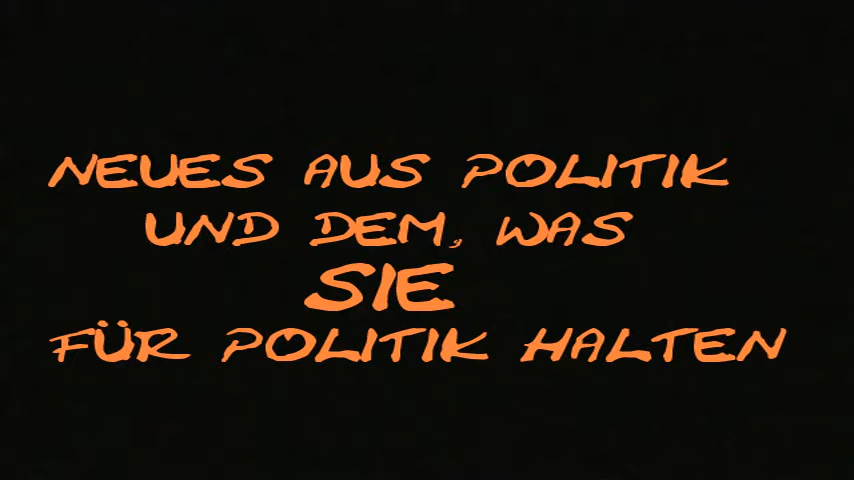 NEUES AUS POLITIK
UND DEM, WAS
SIE
FÜR POLITIK HALTEN